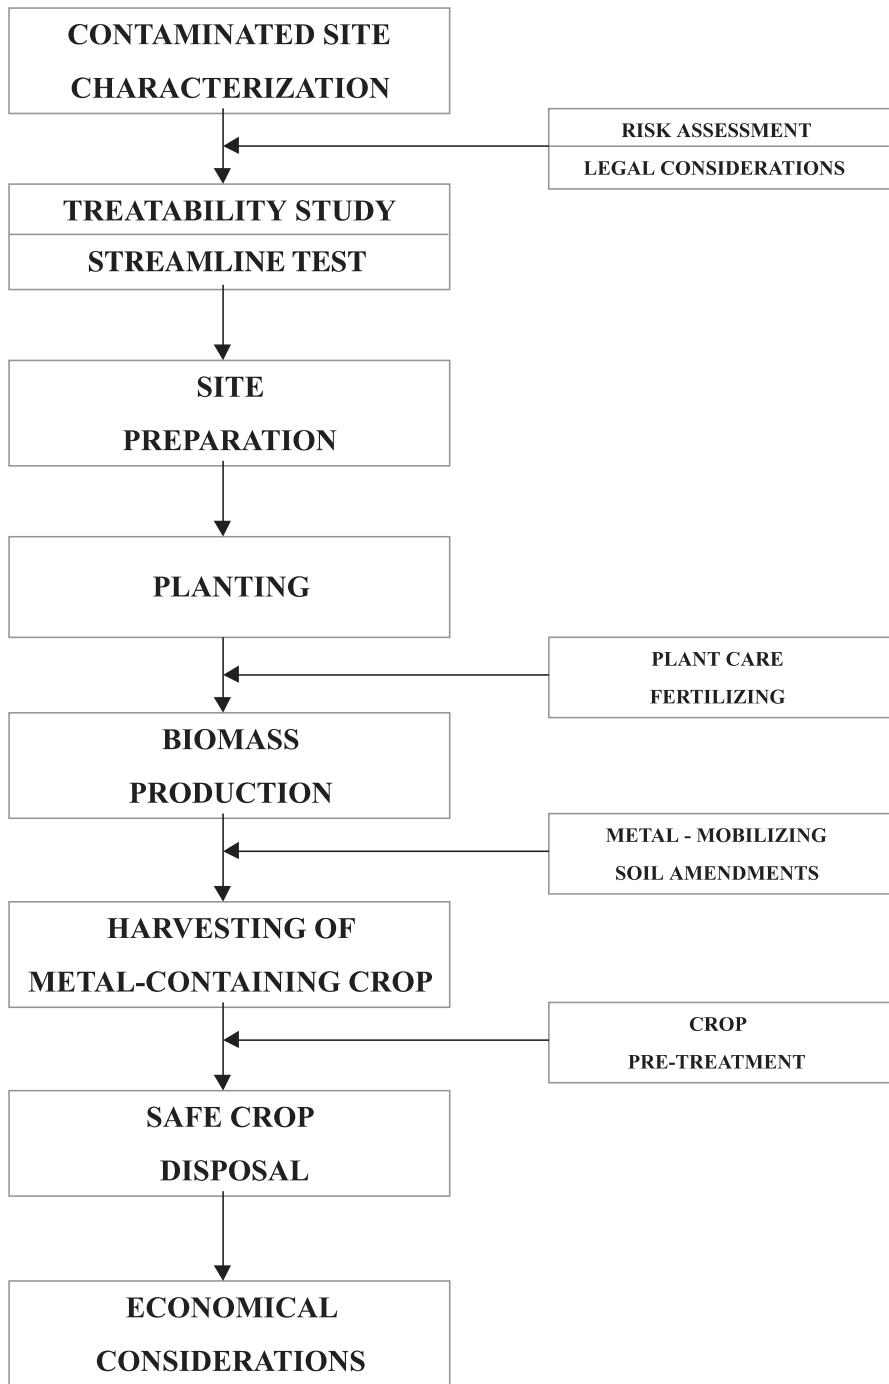 CONTAMINATED SITE
CHARACTERIZATION
RISK ASSESSMENT
LEGAL CONSIDERATIONS
TREATABILITY STUDY
STREAMLINE TEST
SITE
PREPARATION
PLANTING
PLANT CARE
FERTILIZING
BIOMASS
PRODUCTION
METAL - MOBILIZING
SOIL AMENDMENTS
HARVESTING OF
METAL-CONTAINING CROP
CROP
PRE-TREATMENT
SAFE CROP
DISPOSAL
ECONOMICAL
CONSIDERATIONS